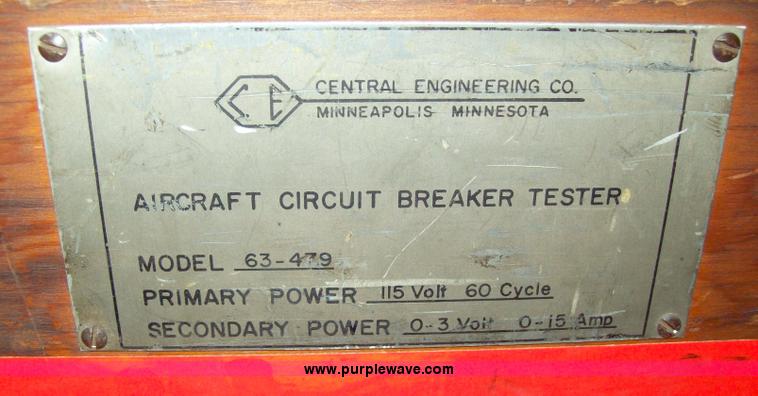 CE
CENTRAL ENGINEERING CO.
MINNEAPOLIS MINNESOTA
AIRCRAFT CIRCUIT BREAKER TESTER
MODEL 63-479
PRIMARY POWER 115 Volt 60 Cycle
SECONDARY POWER 0-3 Volt 0-15 Amp
www.purplewave.com